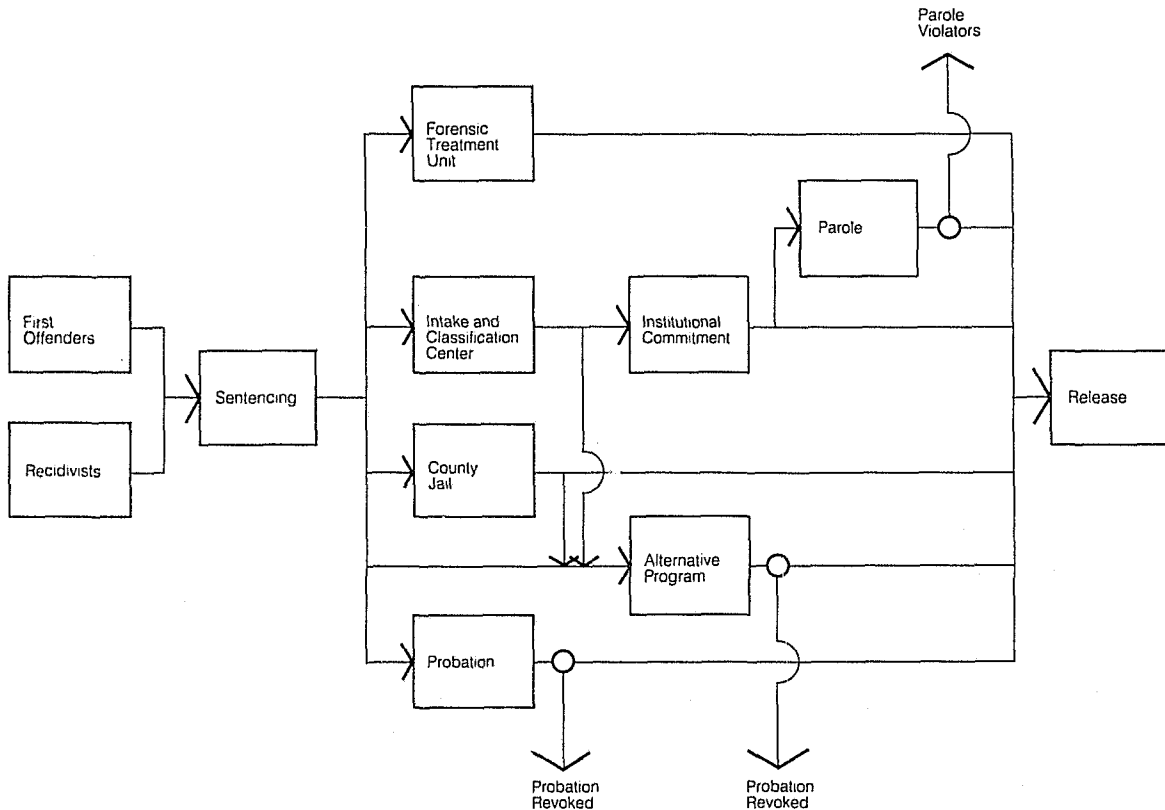 Parole
Violators
Forensic
Treatment
Unit
Parole
First
Offenders
Intake and
Classification
Center
Institutional
Commitment
Sentencing
Release
Recidivists
County
Jail
Alternative
Program
Probation
Probation
Revoked
Probation
Revoked